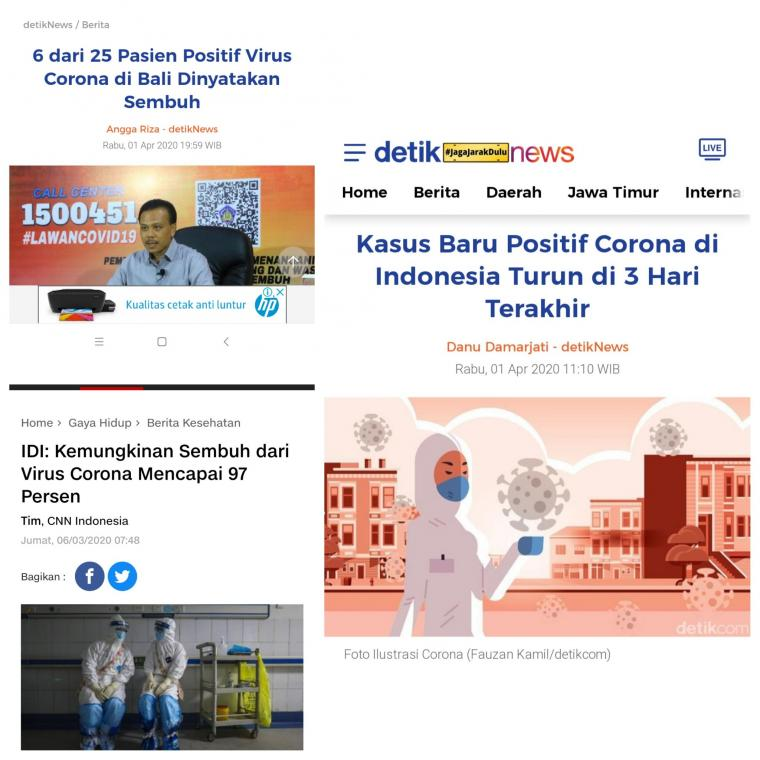 detikNews / Berita
6 dari 25 Pasien Positif Virus
Corona di Bali Dinyatakan
Sembuh
Angga Riza - detikNews
Rabu, 01 Apr 2020 19:59 WIB
CALL CENTER
1500451
#LAWANCOVID19
Kualitas cetak anti luntur
hp
Home › Gaya Hidup › Berita Kesehatan
IDI: Kemungkinan Sembuh dari
Virus Corona Mencapai 97
Persen
Tim, CNN Indonesia
Jumat, 06/03/2020 07:48
Bagikan :
detik #JagaJarakDulu news
LIVE
Home Berita Daerah Jawa Timur Interna
Kasus Baru Positif Corona di
Indonesia Turun di 3 Hari
Terakhir
Danu Damarjati - detikNews
Rabu, 01 Apr 2020 11:10 WIB
detikcom
Foto Ilustrasi Corona (Fauzan Kamil/detikcom)